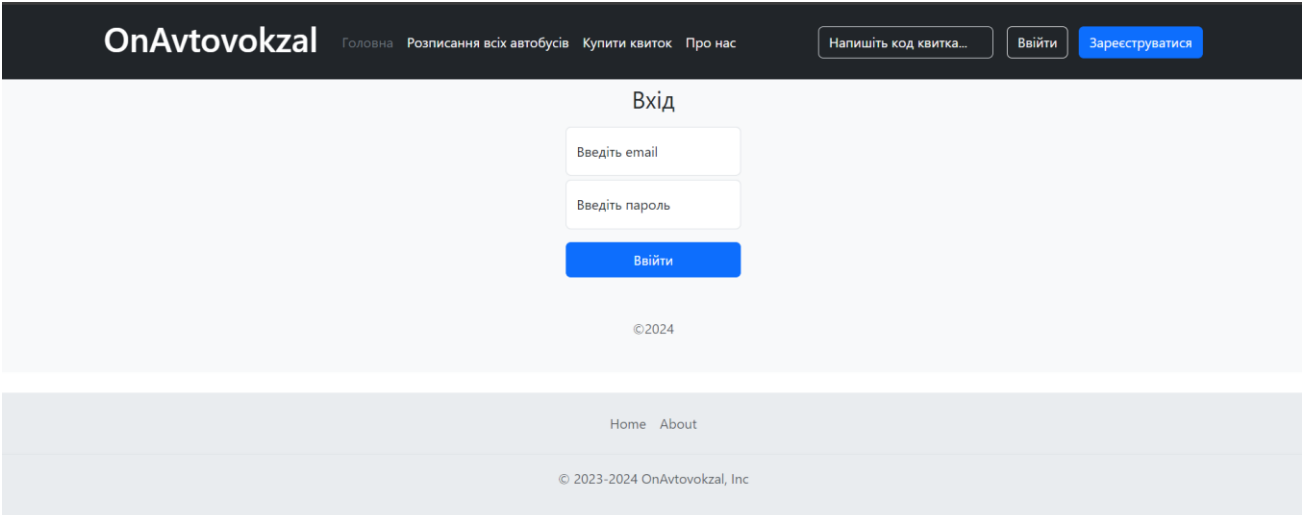 OnAvtovokzal Головна Розписання всіх автобусів Купити квиток Про нас Напишіть код квитка... Ввійти Зареєструватися
Вхід
Введіть email
Введіть пароль
Ввійти
©2024
Home About
© 2023-2024 OnAvtovokzal, Inc